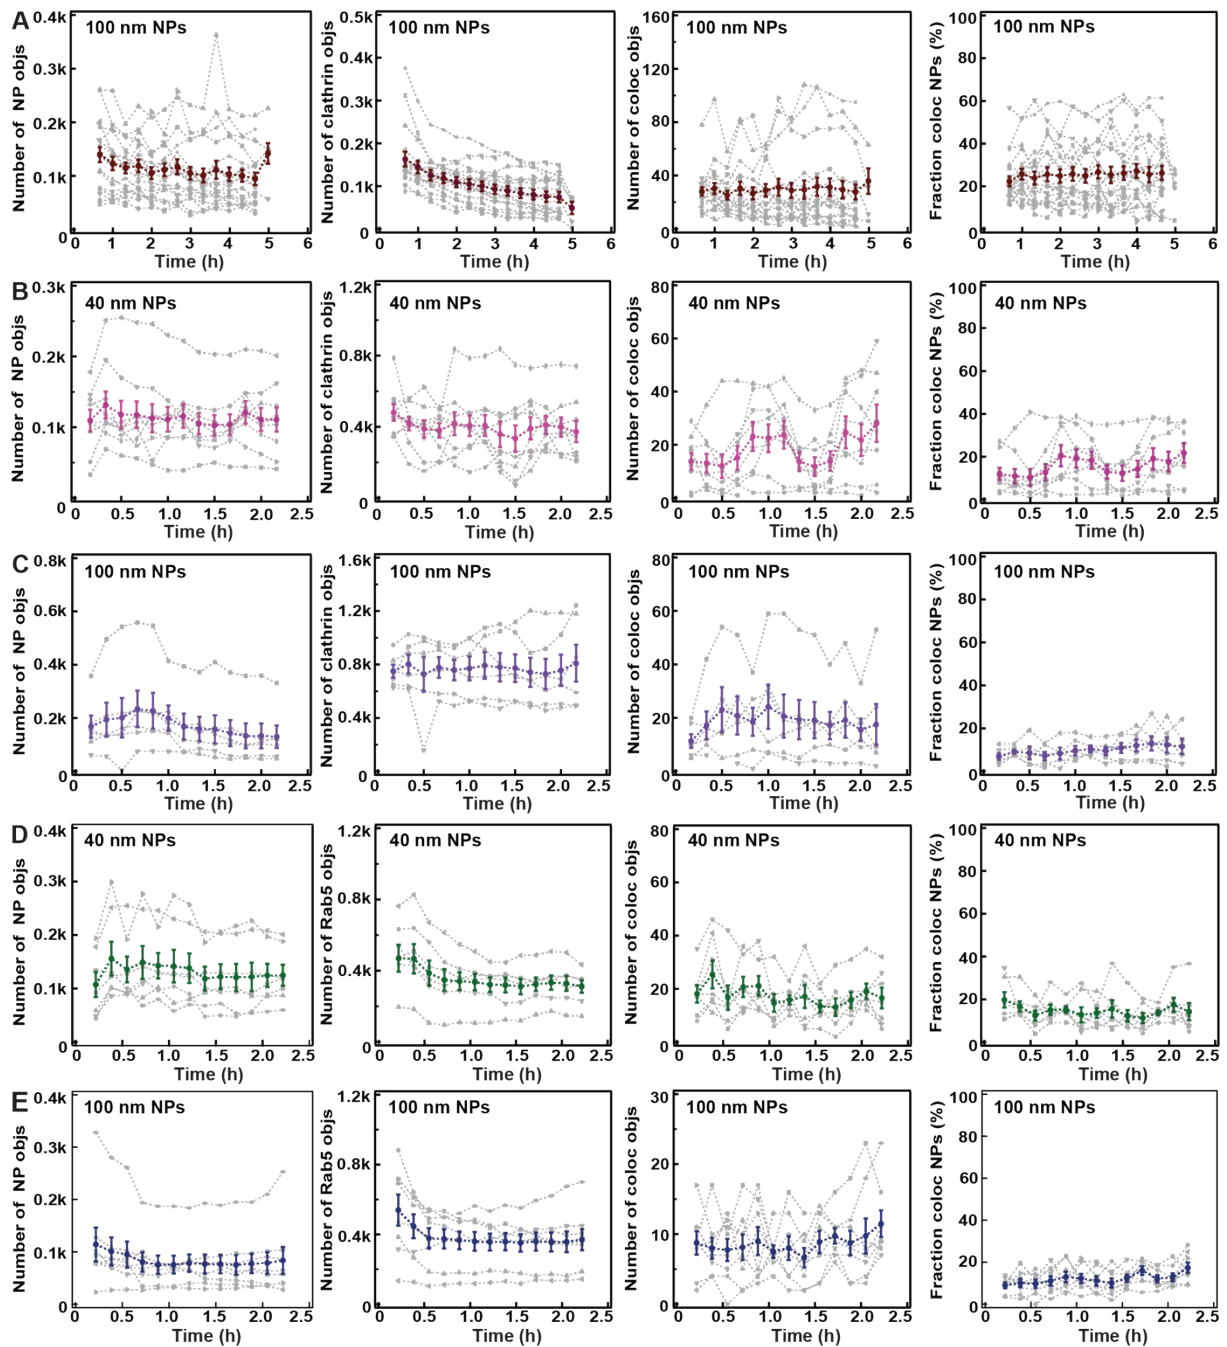 A
100 nm NPs
Number of NP objs
0.4k
0.3k
0.2k
0.1k
0
1 2 3 4 5 6
Time (h)
100 nm NPs
Number of clathrin objs
0.5k
0.4k
0.3k
0.2k
0.1k
0
0 1 2 3 4 5 6
Time (h)
100 nm NPs
Number of coloc objs
160
120
80
40
0
0 1 2 3 4 5 6
Time (h)
100 nm NPs
Fraction coloc NPs (%)
100
80
60
40
20
0
0 1 2 3 4 5 6
Time (h)
B
40 nm NPs
Number of NP objs
0.3k
0.2k
0.1k
0
0 0.5 1.0 1.5 2.0 2.5
Time (h)
40 nm NPs
Number of clathrin objs
1.2k
0.8k
0.4k
0
0 0.5 1.0 1.5 2.0 2.5
Time (h)
40 nm NPs
Number of coloc objs
80
60
40
20
0
0 0.5 1.0 1.5 2.0 2.5
Time (h)
40 nm NPs
Fraction coloc NPs (%)
100
80
60
40
20
0
0 0.5 1.0 1.5 2.0 2.5
Time (h)
C
100 nm NPs
Number of NP objs
0.8k
0.6k
0.4k
0.2k
0
0 0.5 1.0 1.5 2.0 2.5
Time (h)
100 nm NPs
Number of clathrin objs
1.6k
1.2k
0.8k
0.4k
0
0 0.5 1.0 1.5 2.0 2.5
Time (h)
100 nm NPs
Number of coloc objs
80
60
40
20
0
0 0.5 1.0 1.5 2.0 2.5
Time (h)
100 nm NPs
Fraction coloc NPs (%)
100
80
60
40
20
0
0 0.5 1.0 1.5 2.0 2.5
Time (h)
D
40 nm NPs
Number of NP objs
0.4k
0.3k
0.2k
0.1k
0
0 0.5 1.0 1.5 2.0 2.5
Time (h)
40 nm NPs
Number of Rab5 objs
1.2k
0.8k
0.4k
0
0 0.5 1.0 1.5 2.0 2.5
Time (h)
40 nm NPs
Number of coloc objs
80
60
40
20
0
0 0.5 1.0 1.5 2.0 2.5
Time (h)
40 nm NPs
Fraction coloc NPs (%)
100
80
60
40
20
0
0 0.5 1.0 1.5 2.0 2.5
Time (h)
E
100 nm NPs
Number of NP objs
0.4k
0.3k
0.2k
0.1k
0
0 0.5 1.0 1.5 2.0 2.5
Time (h)
100 nm NPs
Number of Rab5 objs
1.2k
0.8k
0.4k
0
0 0.5 1.0 1.5 2.0 2.5
Time (h)
100 nm NPs
Number of coloc objs
30
20
10
0
0 0.5 1.0 1.5 2.0 2.5
Time (h)
100 nm NPs
Fraction coloc NPs (%)
100
80
60
40
20
0
0 0.5 1.0 1.5 2.0 2.5
Time (h)